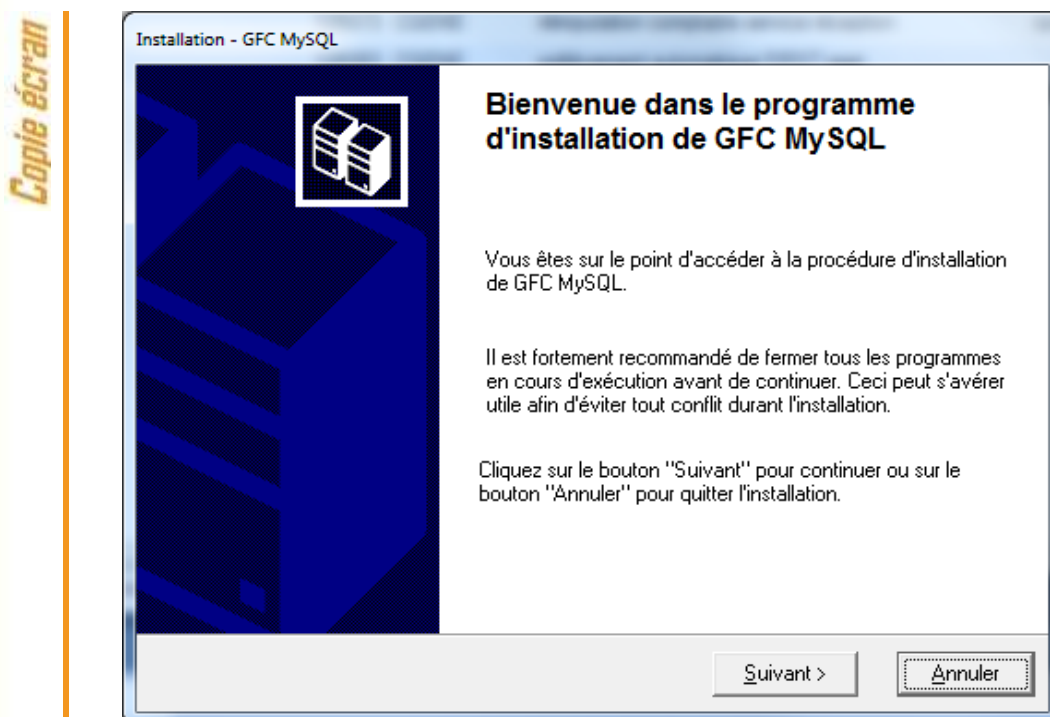 Copie écran
Installation - GFC MySQL
Bienvenue dans le programme
d'installation de GFC MySQL
Vous êtes sur le point d'accéder à la procédure d'installation
de GFC MySQL.
Il est fortement recommandé de fermer tous les programmes
en cours d'exécution avant de continuer. Ceci peut s'avérer
utile afin d'éviter tout conflit durant l'installation.
Cliquez sur le bouton "Suivant" pour continuer ou sur le
bouton "Annuler" pour quitter l'installation.
Suivant >
Annuler